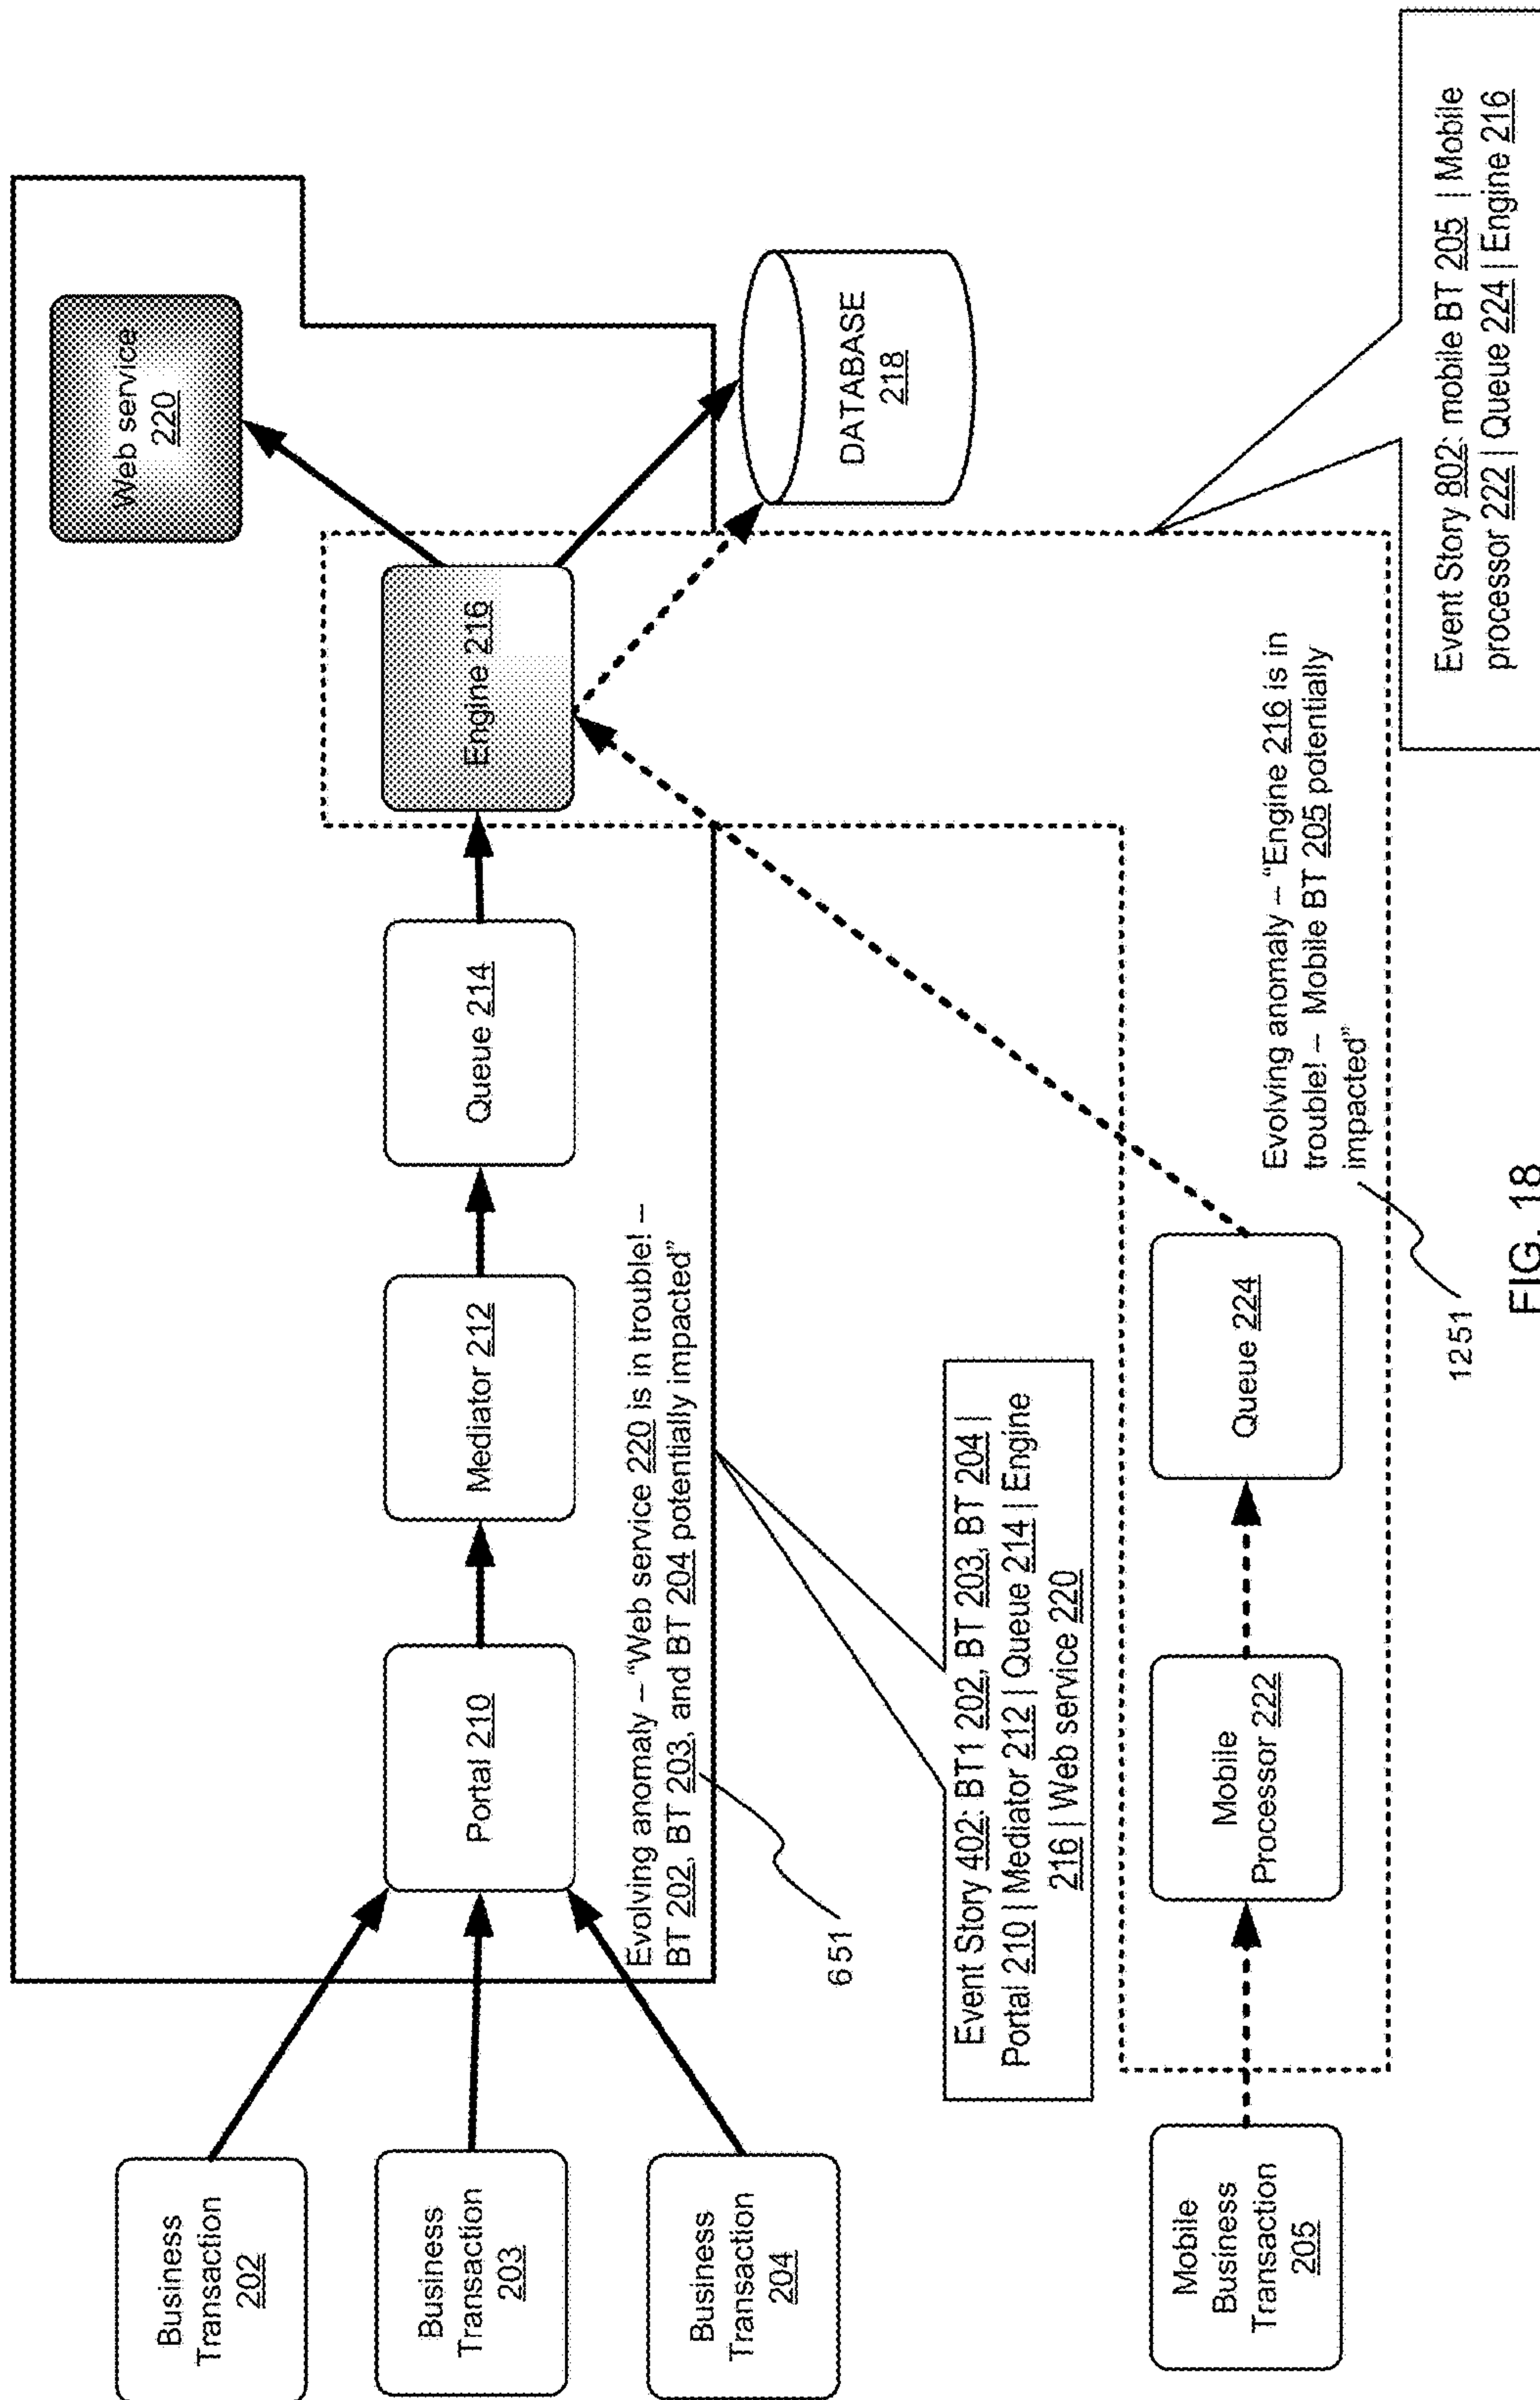 Business
Transaction
202
Business
Transaction
203
Business
Transaction
204
Mobile
Business
Transaction
205
Portal 210
Mediator 212
Queue 214
Engine 216
Web service
220
DATABASE
218
Evolving anomaly – “Web service 220 is in trouble! –
BT 202, BT 203, and BT 204 potentially impacted”
651
Event Story 402: BT1 202, BT 203, BT 204 |
Portal 210 | Mediator 212 | Queue 214 | Engine
216 | Web service 220
Mobile
Processor 222
Queue 224
Evolving anomaly – “Engine 216 is in
trouble! – Mobile BT 205 potentially
impacted”
1251
Event Story 802: mobile BT 205 | Mobile
processor 222 | Queue 224 | Engine 216
FIG. 18